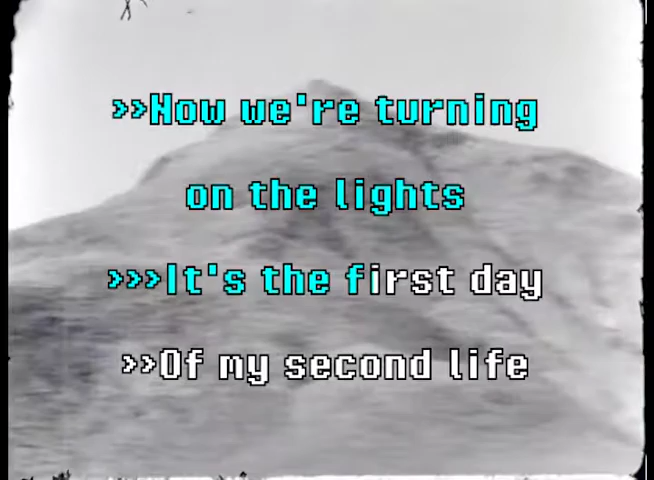 >>Now we're turning
on the lights
>>>It's the first day
>>Of my second life